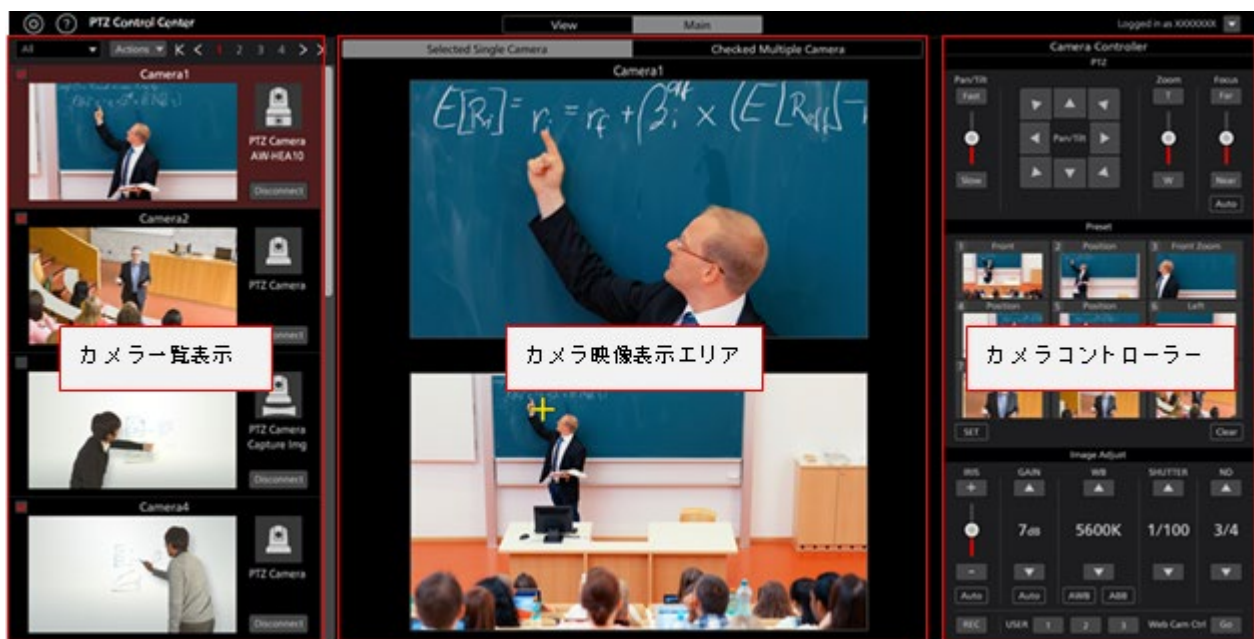 PTZ Control Center
View
Main
Logged in as XXXXXXX
All
Actions
1 2 3 4
Camera1
PTZ Camera
AW-HEA10
Disconnect
Camera2
PTZ Camera
カメラ一覧表示
PTZ Camera
Capture Img
Disconnect
Camera4
PTZ Camera
Disconnect
Selected Single Camera
Checked Multiple Camera
Camera1
カメラ映像表示エリア
Camera Controller
PTZ
Pan/Tilt
Zoom
Focus
Fast
T
Far
Pan/Tilt
Slow
W
Near
Auto
Preset
1 Front
2 Position
3 Front Zoom
4 Position
5 Position
6 Left
カメラコントローラー
SET
Clear
Image Adjust
IRIS
GAIN
WB
SHUTTER
ND
7dB
5600K
1/100
3/4
Auto
Auto
AWB
ABB
REC
USER
1
2
3
Web Cam Ctrl
Go